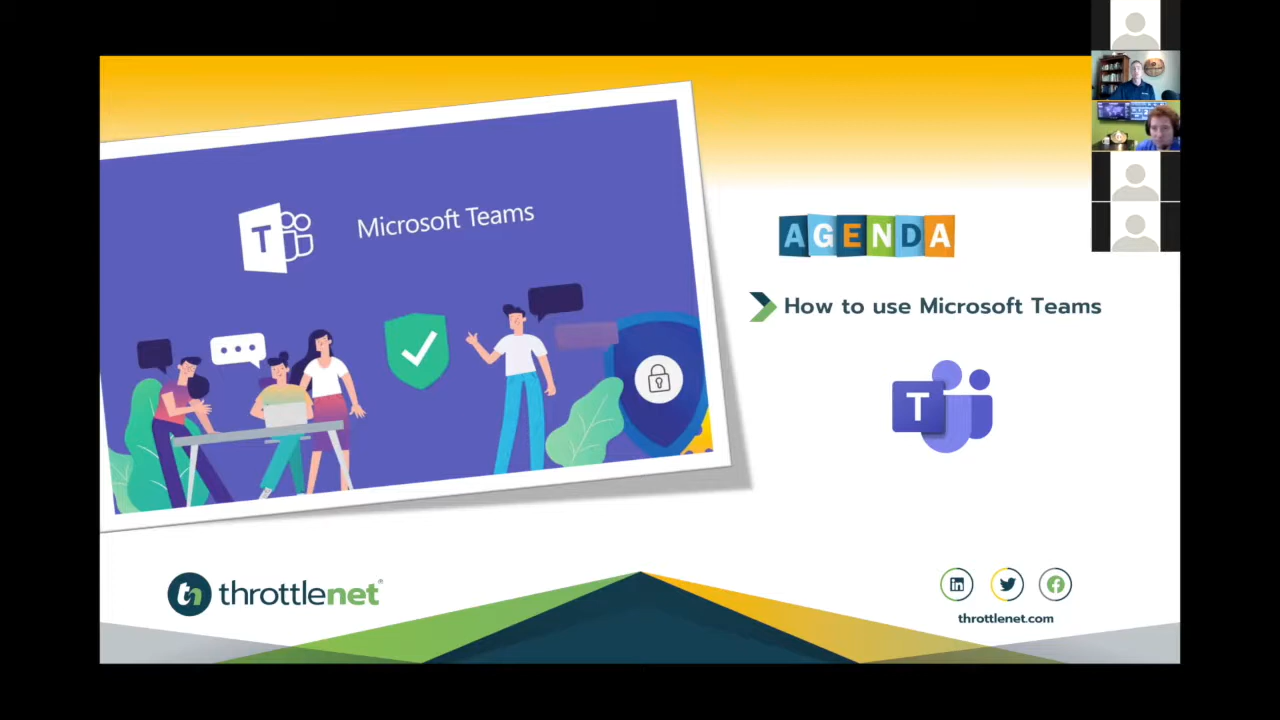 Microsoft Teams
AGENDA
How to use Microsoft Teams
T
throttlenet®
throttlenet.com